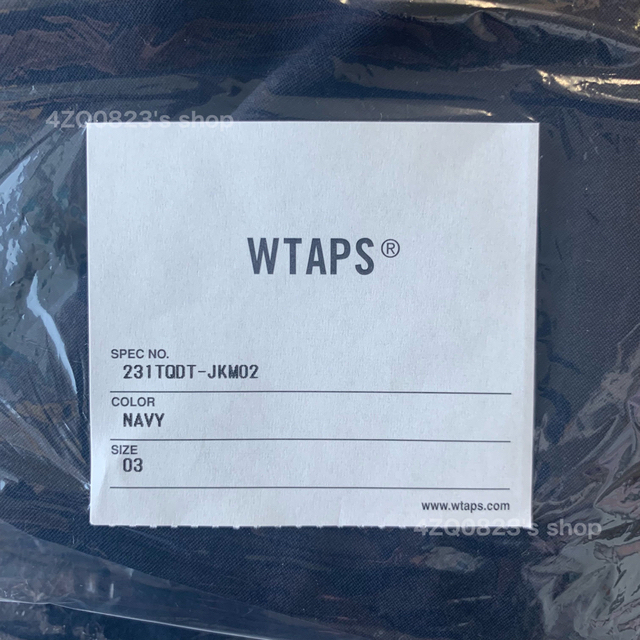 4ZQ0823's shop
WTAPS®
SPEC NO.
231TQDT-JKM02
COLOR
NAVY
SIZE
03
www.wtaps.com
4ZQ0823's shop